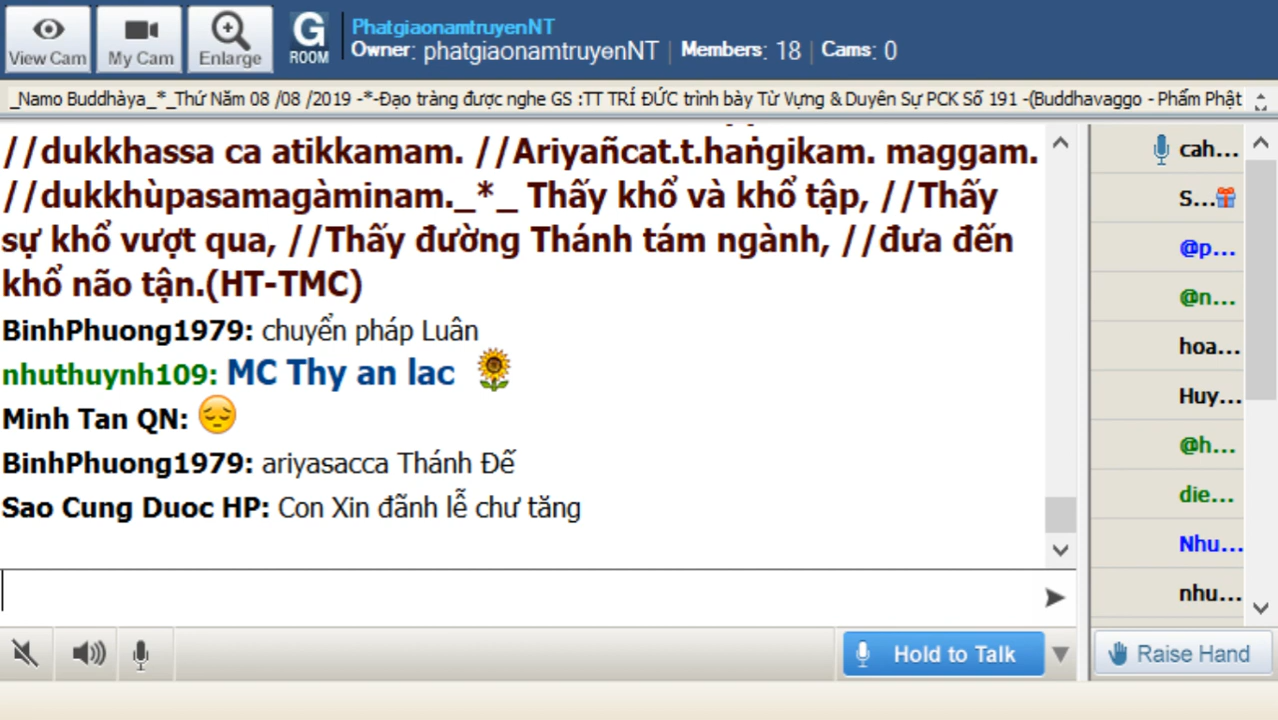 PhatgiaonamtruyenNT
View Cam
My Cam
Enlarge
G ROOM
Owner: phatgiaonamtruyenNT | Members: 18 | Cams: 0
_Namo Buddhàya_*_Thứ Năm 08 /08 /2019 -*-Đạo tràng được nghe GS :TT TRÍ ĐỨC trình bày Từ Vựng & Duyên Sự PCK Số 191 -(Buddhavaggo - Phẩm Phật
//dukkhassa ca atikkamam. //Ariyañcat.t.haṅgikam. maggam.
//dukkhùpasamagàminam._*_ Thấy khổ và khổ tập, //Thấy
sự khổ vượt qua, //Thấy đường Thánh tám ngành, //đưa đến
khổ não tận.(HT-TMC)
BinhPhuong1979: chuyển pháp Luân
nhuthuynh109: MC Thy an lac
Minh Tan QN:
BinhPhuong1979: ariyasacca Thánh Đế
Sao Cung Duoc HP: Con Xin đãnh lễ chư tăng
cah...
S...
@p...
@n...
hoa...
Huy...
@h...
die...
Nhu...
nhu...
Hold to Talk
Raise Hand